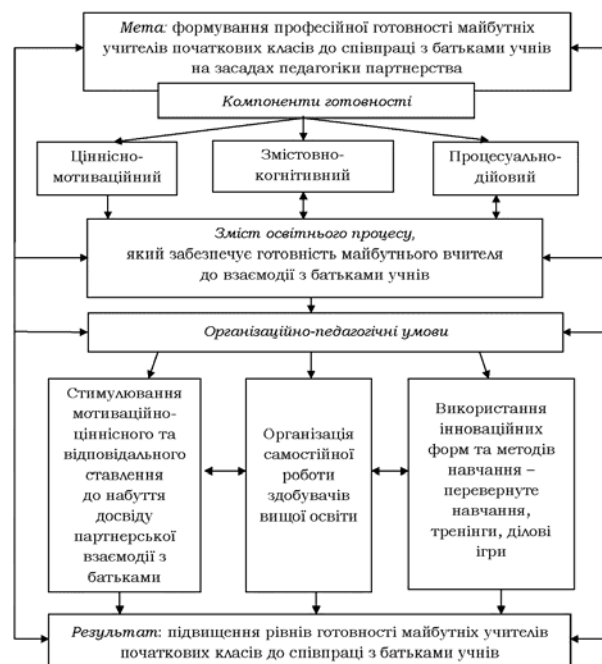 Мета: формування професійної готовності майбутніх
учителів початкових класів до співпраці з батьками учнів
на засадах педагогіки партнерства
Компоненти готовності
Ціннісно-
мотиваційний
Змістовно-
когнітивний
Процесуально-
дійовий
Зміст освітнього процесу,
який забезпечує готовність майбутнього вчителя
до взаємодії з батьками учнів
Організаційно-педагогічні умови
Стимулювання
мотиваційно-
ціннісного та
відповідального
ставлення
до набуття
досвіду
партнерської
взаємодії з
батьками
Організація
самостійної
роботи
здобувачів
вищої освіти
Використання
інноваційних
форм та методів
навчання –
перевернуте
навчання,
тренінги, ділові
ігри
Результат: підвищення рівнів готовності майбутніх учителів
початкових класів до співпраці з батьками учнів